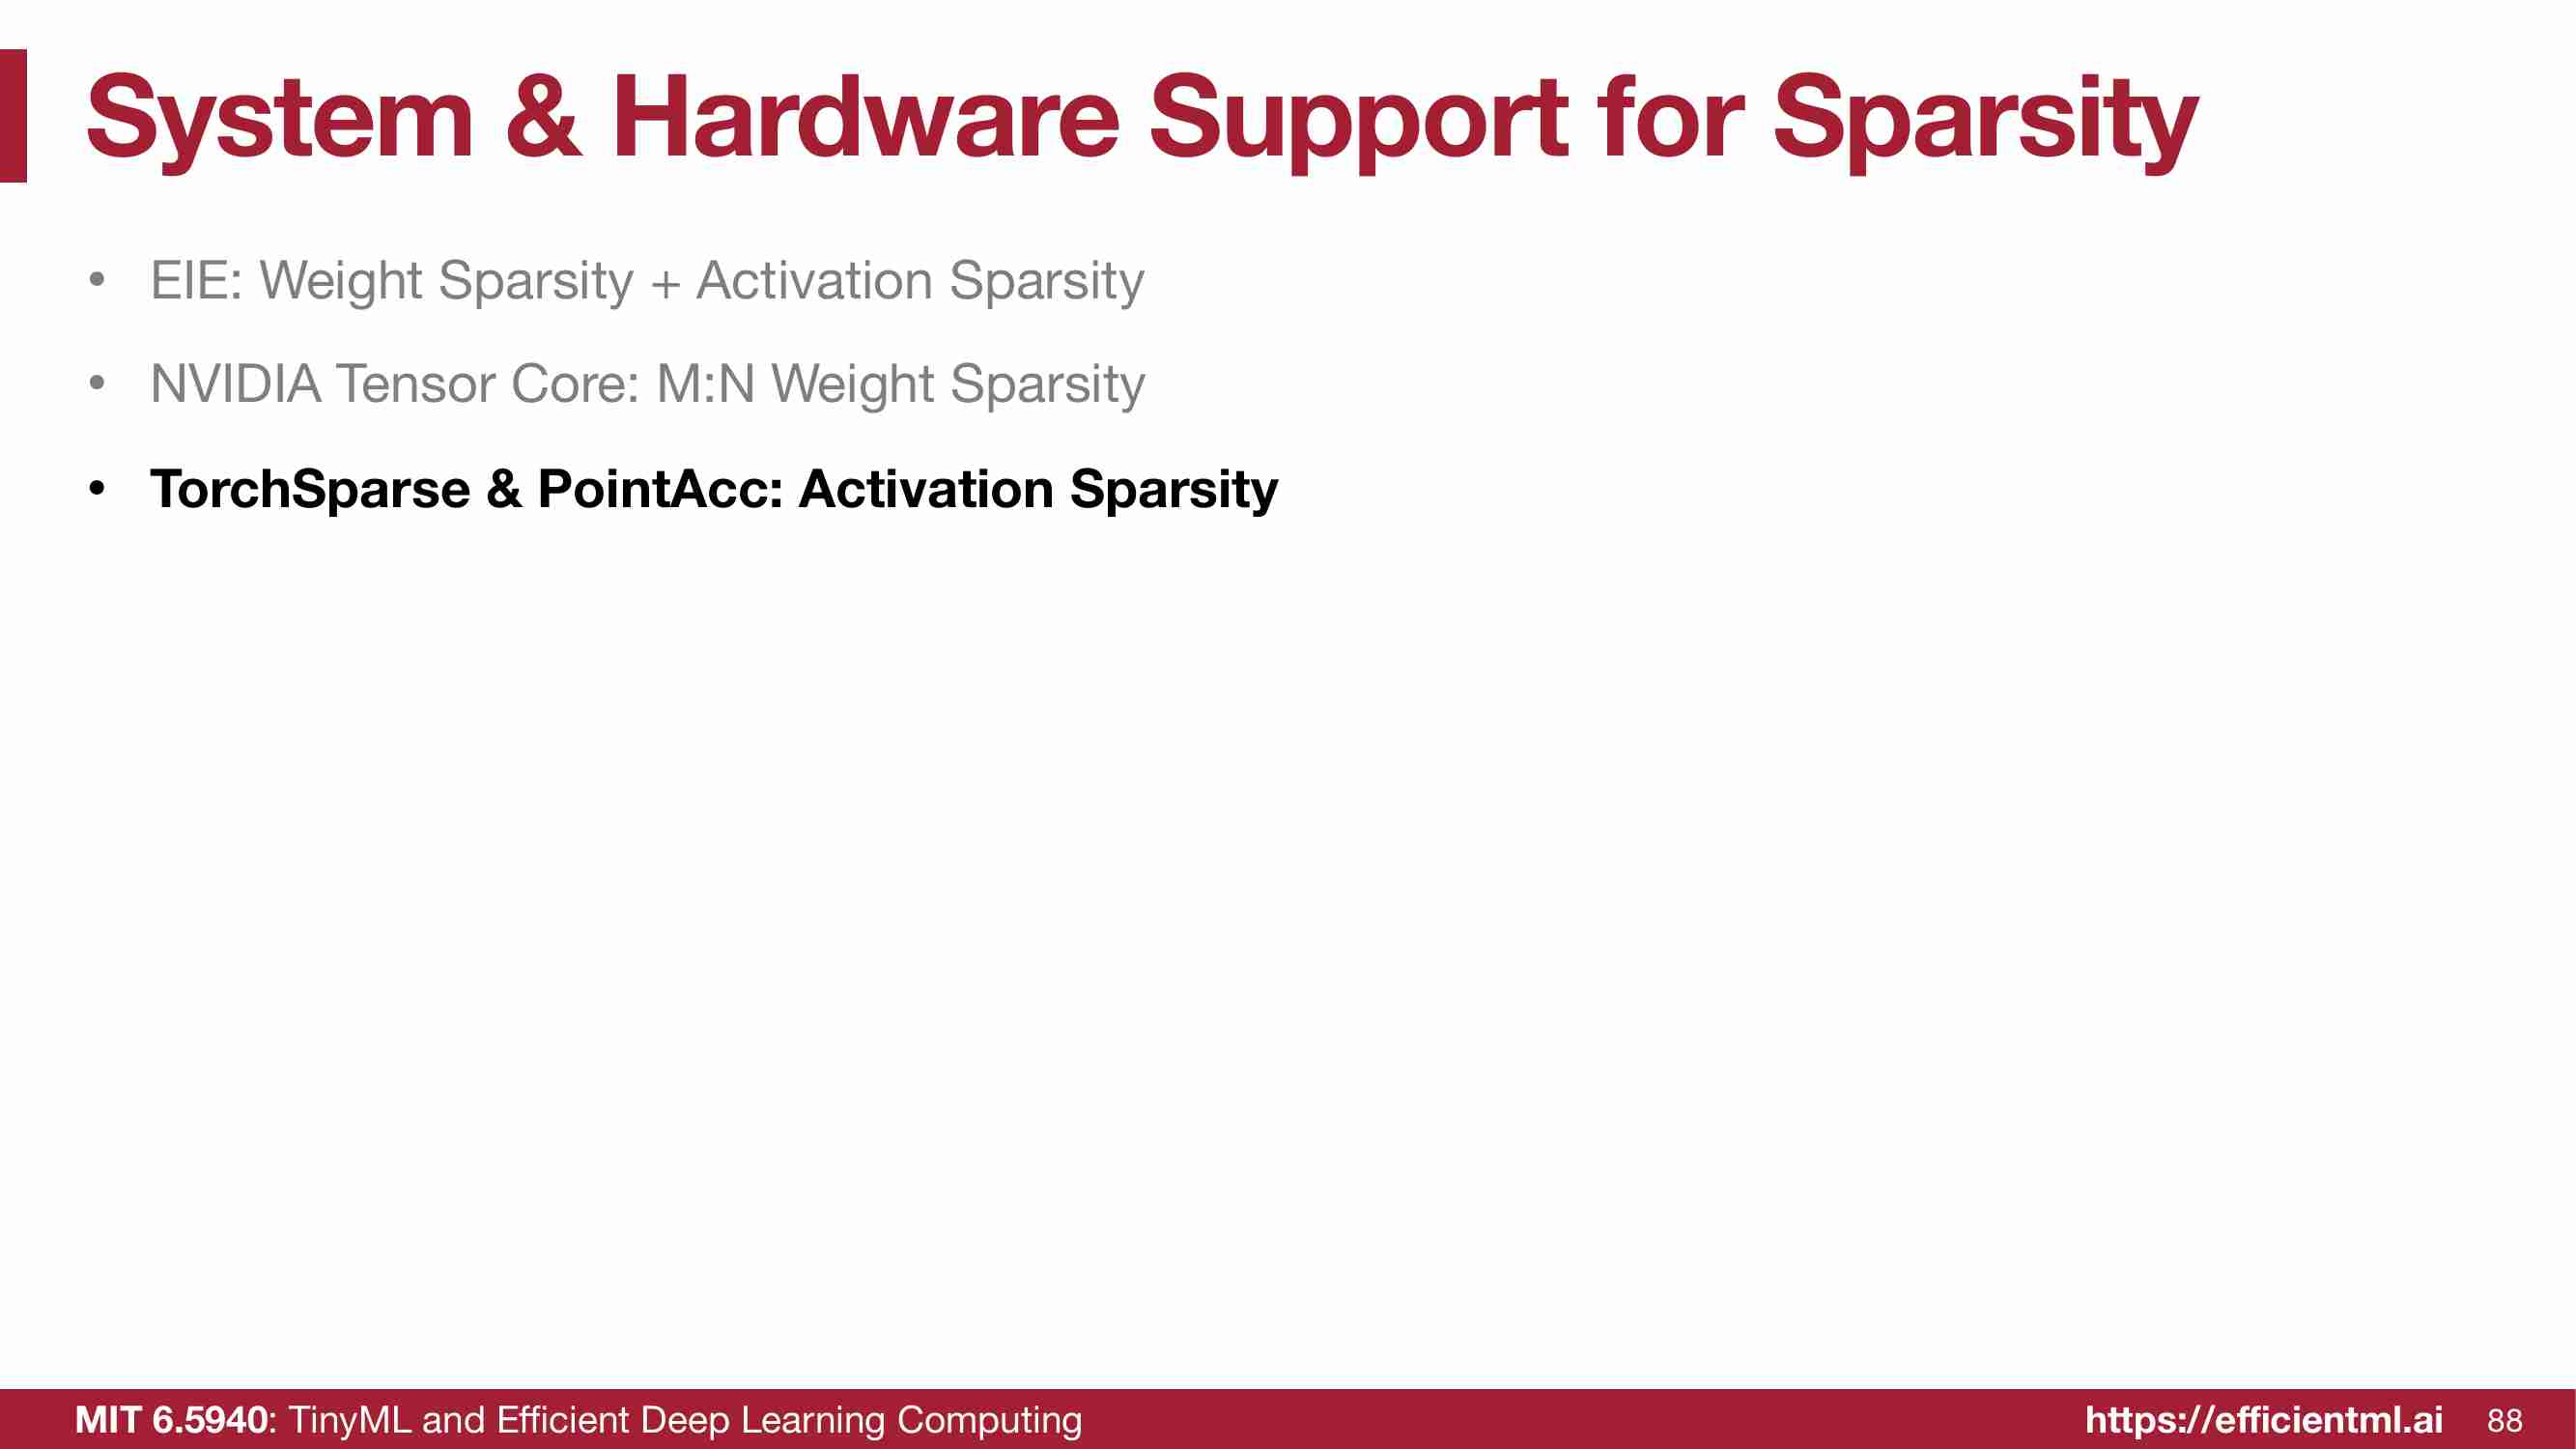 System & Hardware Support for Sparsity
• EIE: Weight Sparsity + Activation Sparsity
• NVIDIA Tensor Core: M:N Weight Sparsity
• TorchSparse & PointAcc: Activation Sparsity
MIT 6.5940: TinyML and Efficient Deep Learning Computing
https://efficientml.ai 88